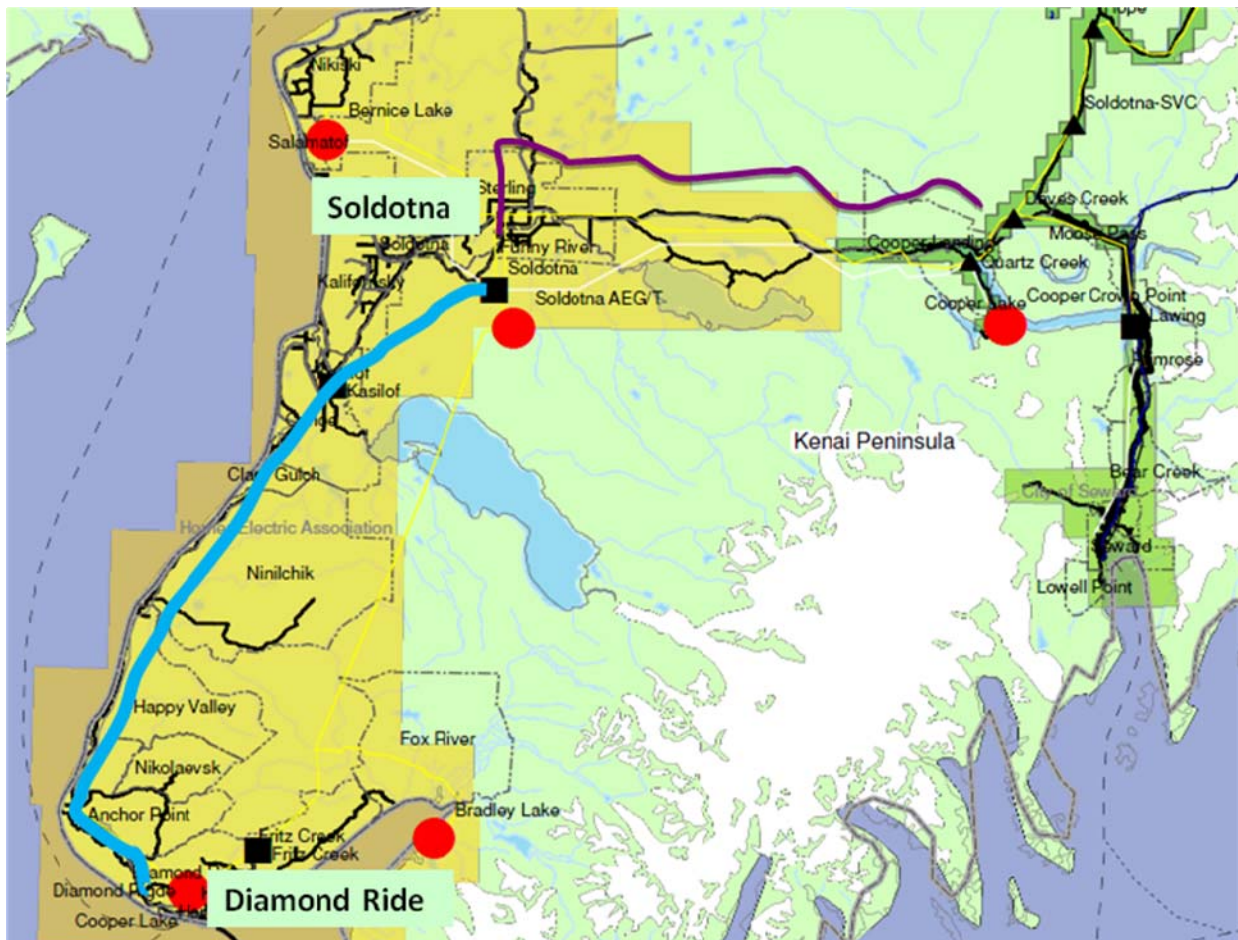 Hope
Nikiski
Bernice Lake
Soldotna-SVC
Salamatof
Sterling
Soldotna
Daves Creek
Moose Pass
Soldotna
Funny River
Cooper Landing
Soldotna
Quartz Creek
Kalifornsky
Soldotna AEG/T
Cooper Lake
Cooper Crown Point
Lawing
Primrose
Kasilof
Kenai Peninsula
Clam Gulch
Bear Creek
City of Seward
Homer Electric Association
Seward
Ninilchik
Lowell Point
Happy Valley
Fox River
Nikolaevsk
Anchor Point
Bradley Lake
Fritz Creek
Fritz Creek
Diamond Ridge
Diamond Ride
Cooper Lake